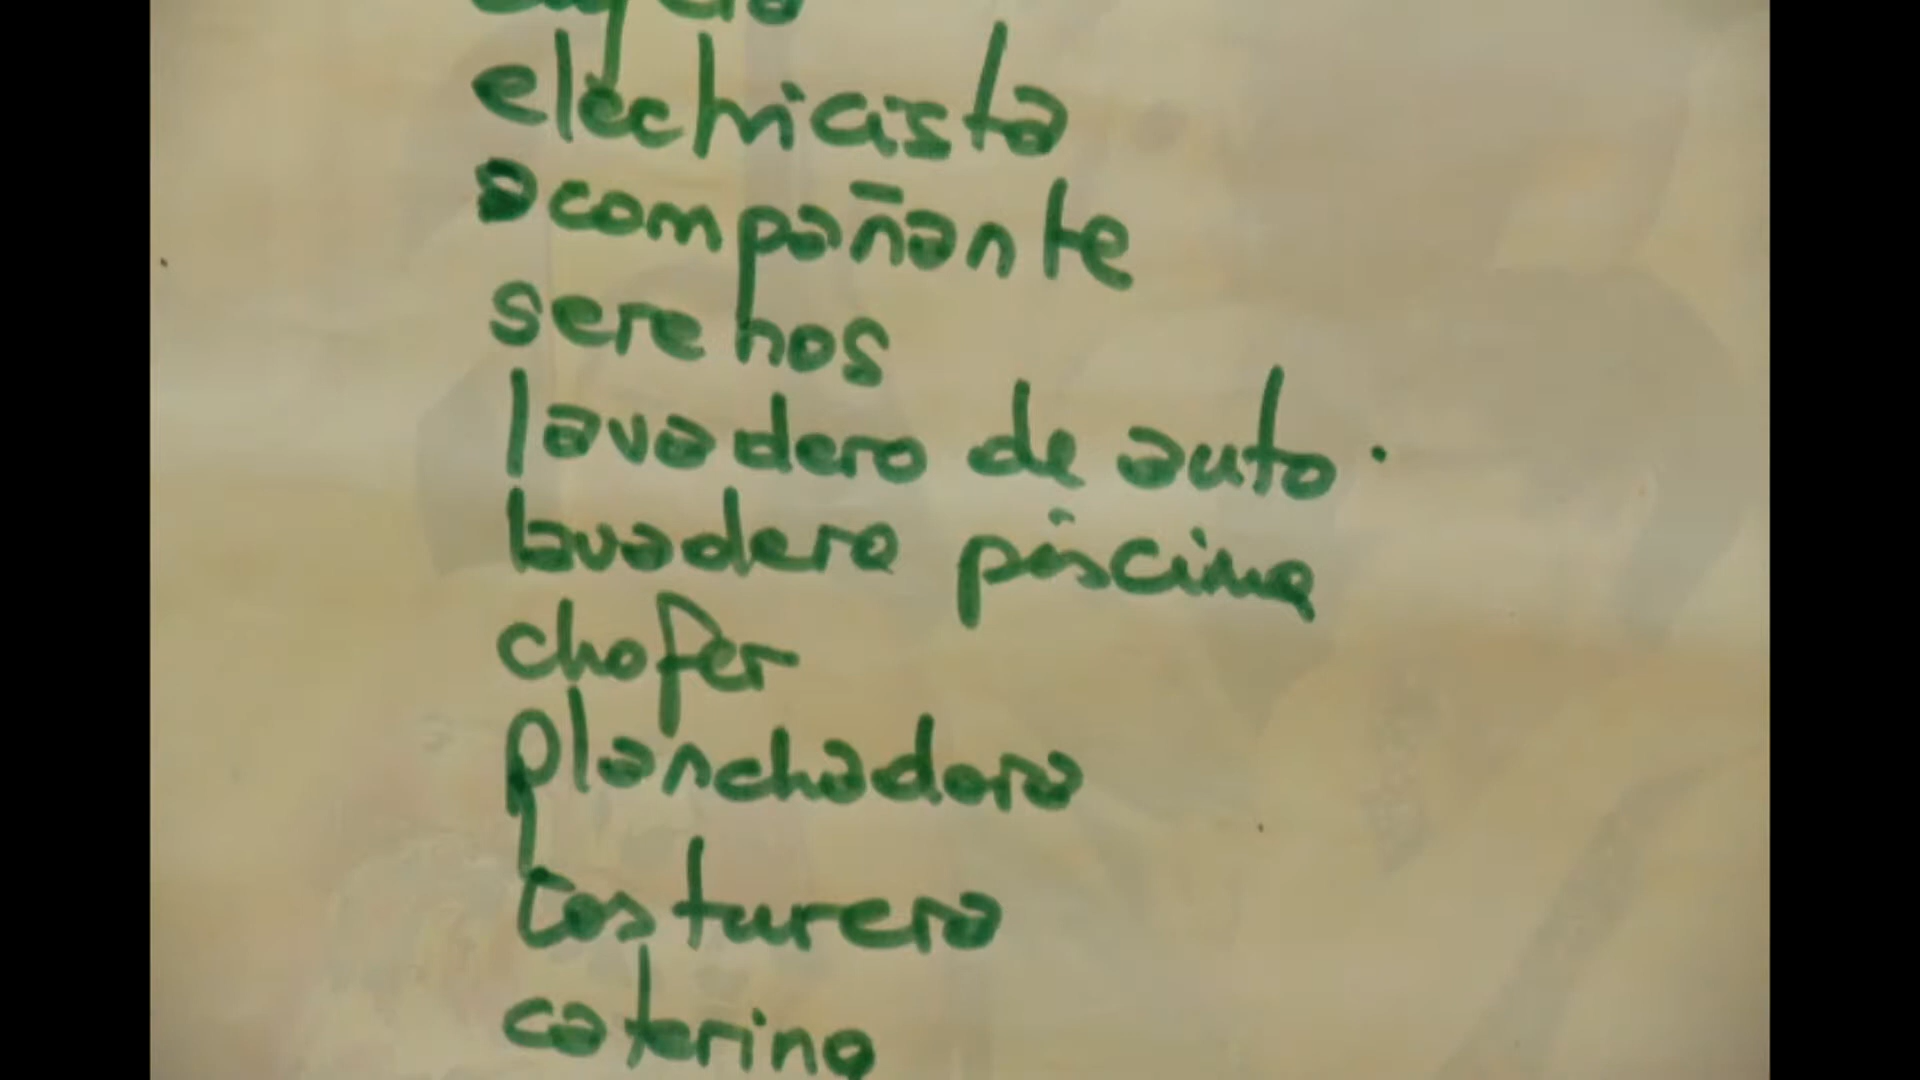 electricista
acompañante
serenos
lavadero de auto.
lavadero piscina
chofer
planchadora
costurera
catering